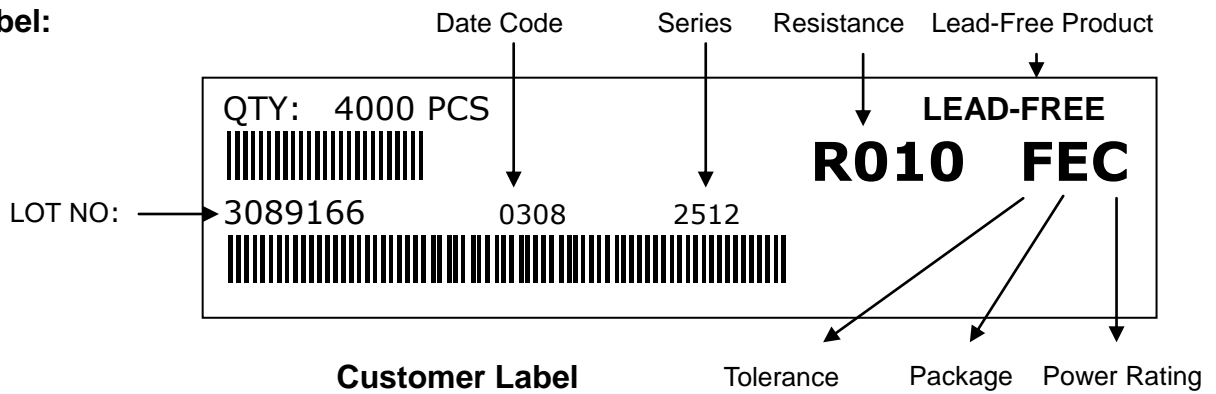 bel:
Date Code Series Resistance Lead-Free Product
QTY: 4000 PCS LEAD-FREE
R010 FEC
LOT NO: 3089166 0308 2512
Customer Label Tolerance Package Power Rating